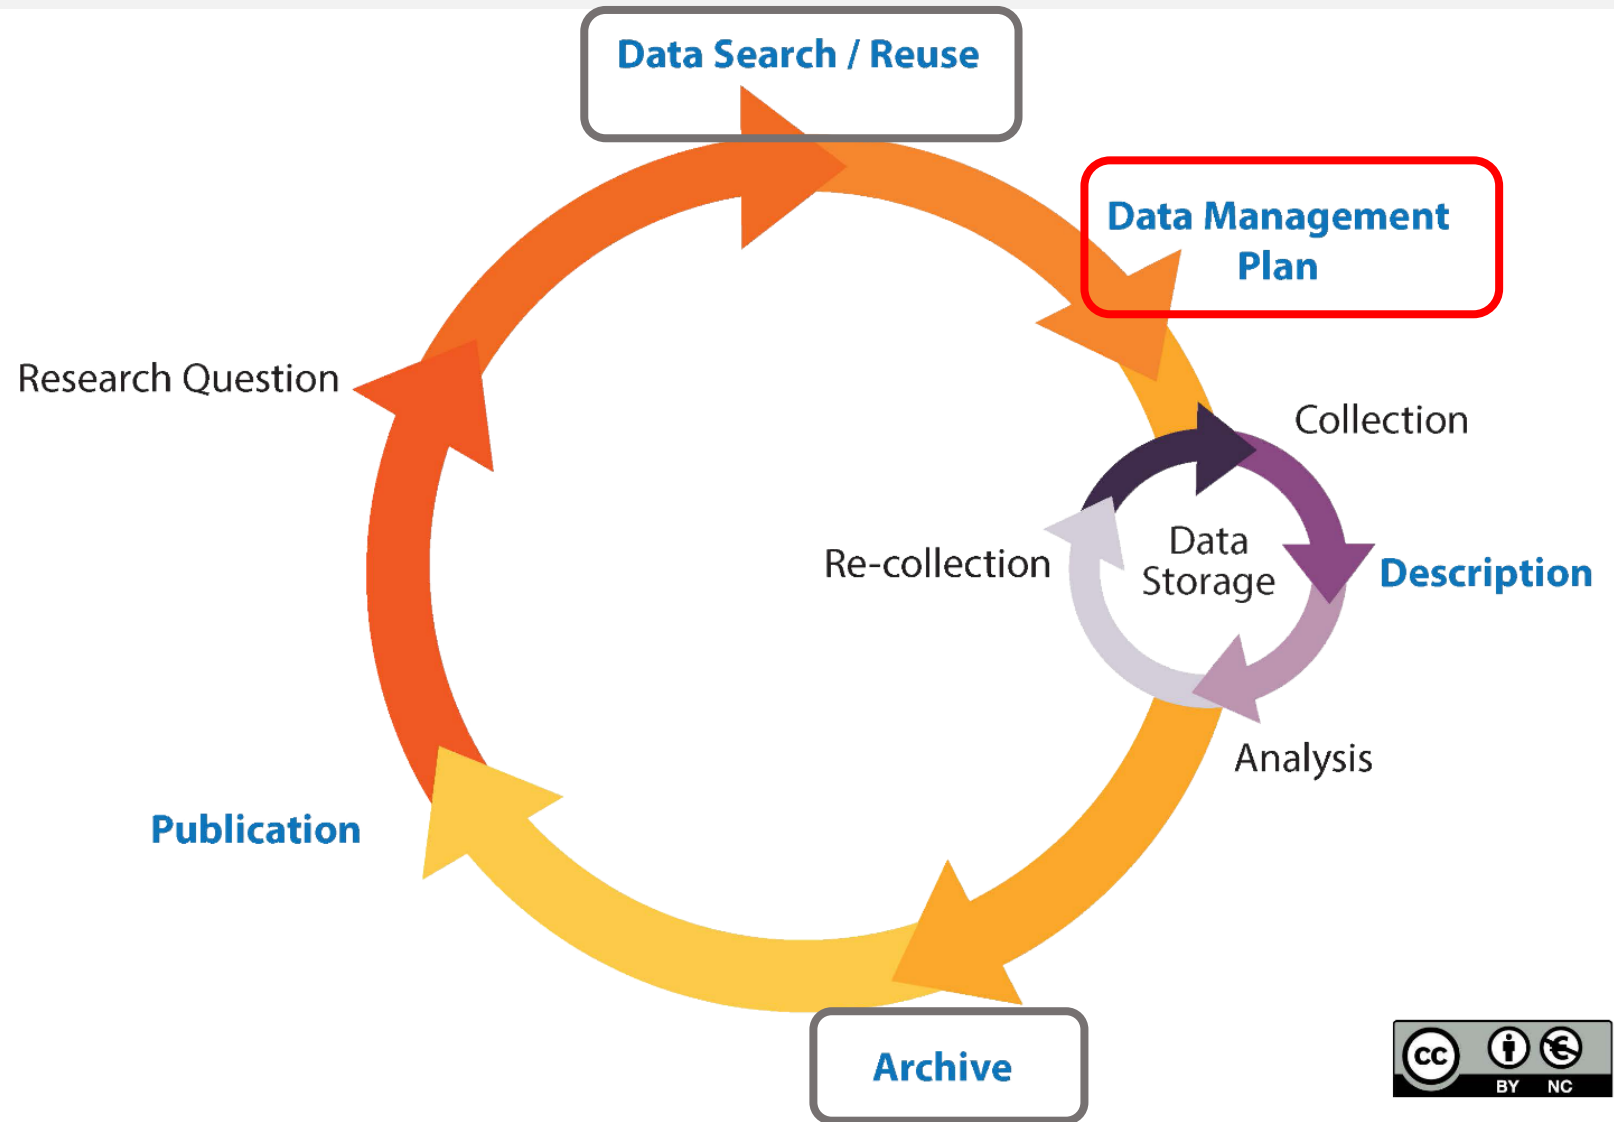 Data Search / Reuse
Data Management
Plan
Research Question
Collection
Data
Storage
Re-collection
Description
Analysis
Publication
Archive
cc
BY NC